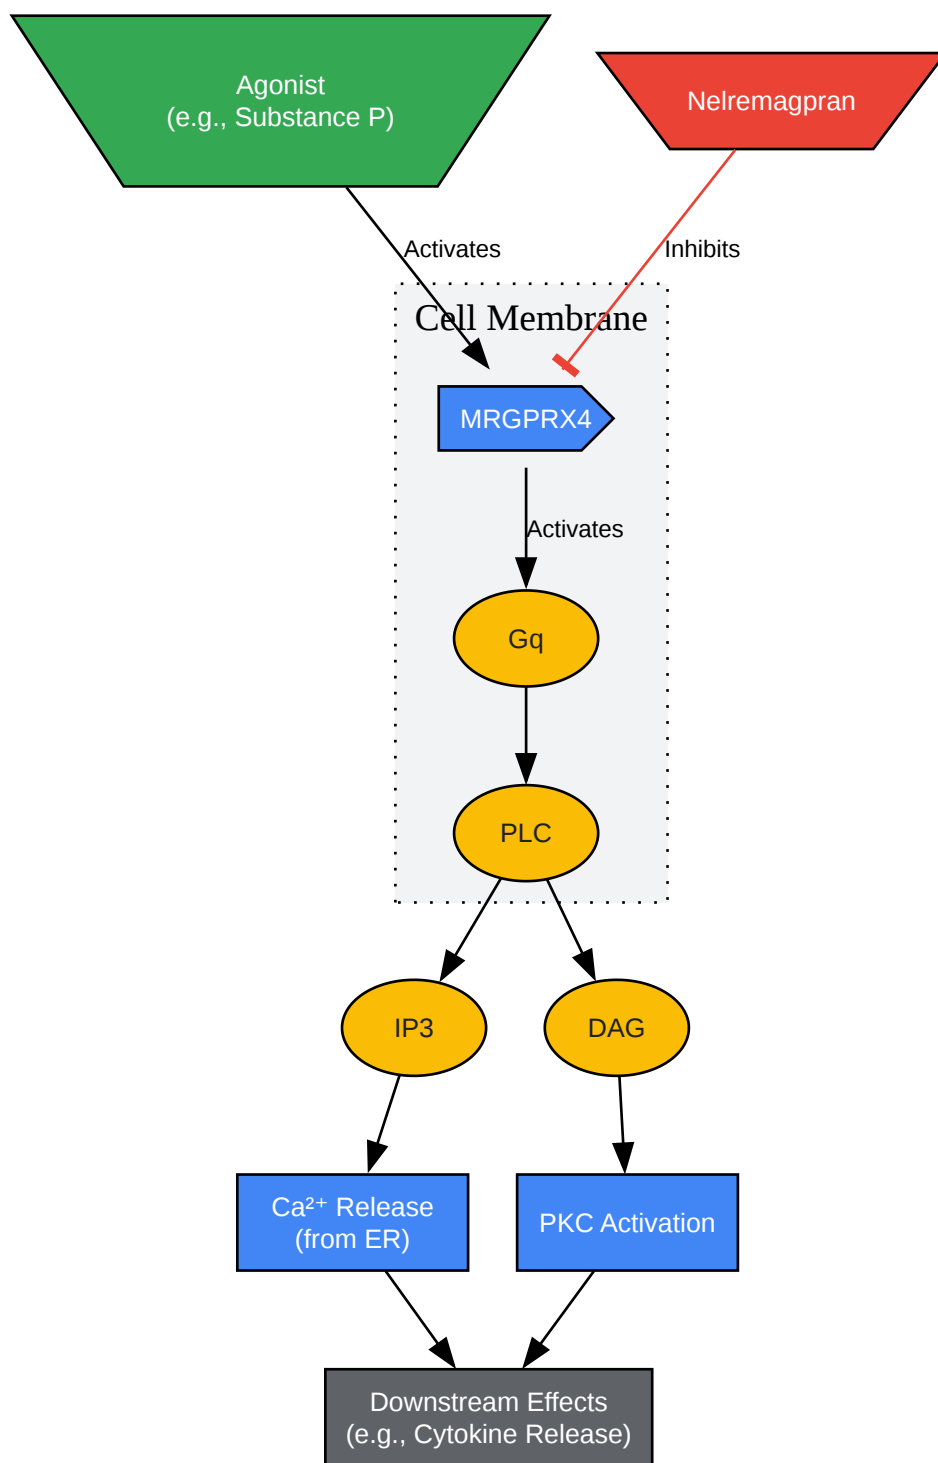 Agonist
(e.g., Substance P)
Nelremagpran
Activates
Inhibits
Cell Membrane
MRGPRX4
Activates
Gq
PLC
IP3
DAG
Ca²⁺ Release
(from ER)
PKC Activation
Downstream Effects
(e.g., Cytokine Release)